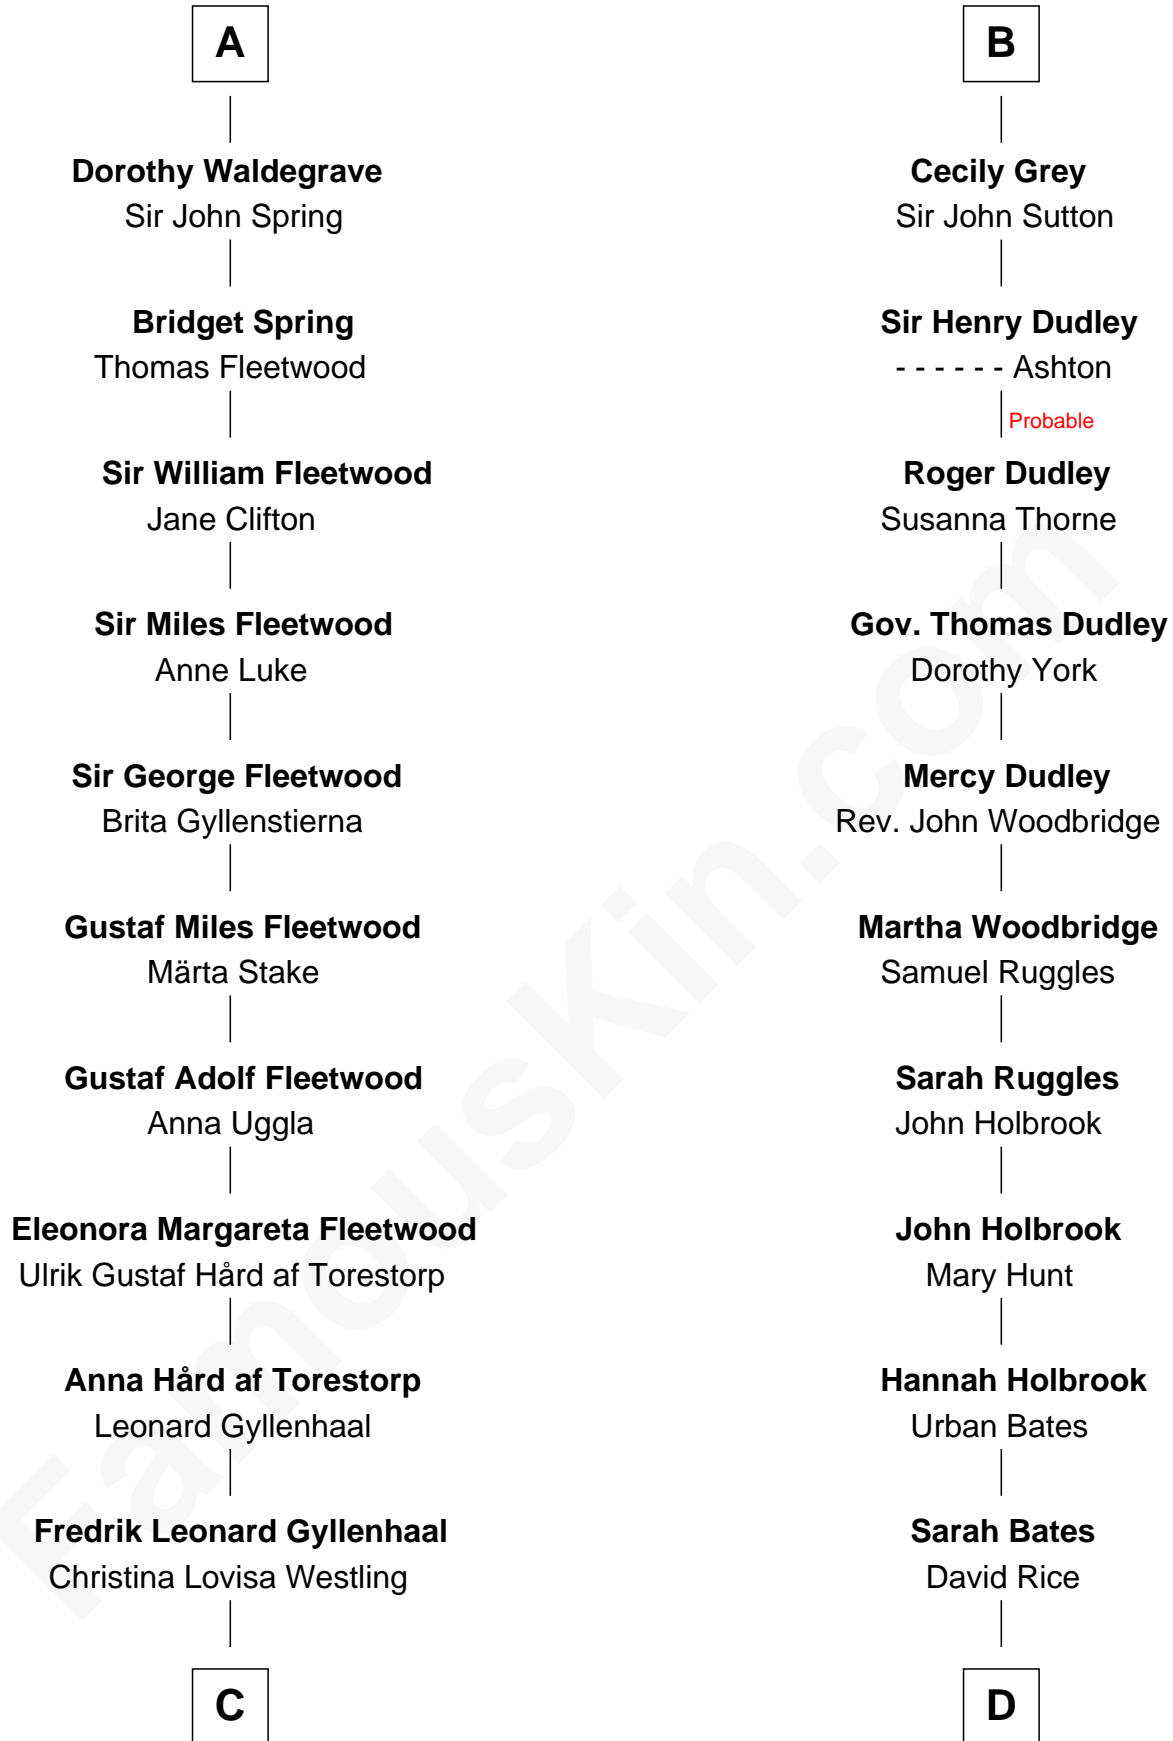 A
Dorothy Waldegrave
Sir John Spring
Bridget Spring
Thomas Fleetwood
Sir William Fleetwood
Jane Clifton
Sir Miles Fleetwood
Anne Luke
Sir George Fleetwood
Brita Gyllenstierna
Gustaf Miles Fleetwood
Märta Stake
Gustaf Adolf Fleetwood
Anna Uggla
Eleonora Margareta Fleetwood
Ulrik Gustaf Hård af Torestorp
Anna Hård af Torestorp
Leonard Gyllenhaal
Fredrik Leonard Gyllenhaal
Christina Lovisa Westling
C
B
Cecily Grey
Sir John Sutton
Sir Henry Dudley
- - - - - - Ashton
Probable
Roger Dudley
Susanna Thorne
Gov. Thomas Dudley
Dorothy York
Mercy Dudley
Rev. John Woodbridge
Martha Woodbridge
Samuel Ruggles
Sarah Ruggles
John Holbrook
John Holbrook
Mary Hunt
Hannah Holbrook
Urban Bates
Sarah Bates
David Rice
D
FamousKin.com